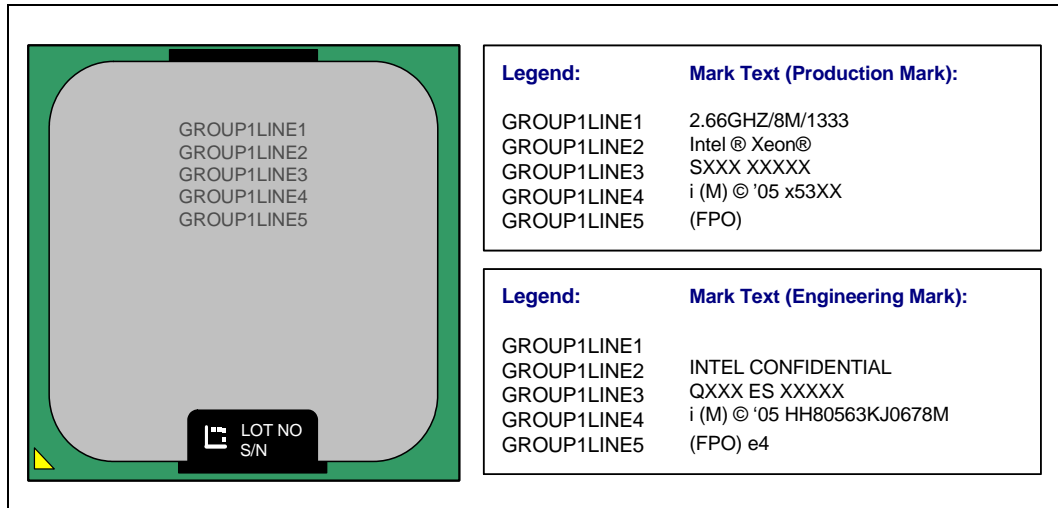 GROUP1LINE1
GROUP1LINE2
GROUP1LINE3
GROUP1LINE4
GROUP1LINE5
LOT NO
S/N
Legend: Mark Text (Production Mark):
GROUP1LINE1 2.66GHZ/8M/1333
GROUP1LINE2 Intel ® Xeon®
GROUP1LINE3 SXXX XXXXX
GROUP1LINE4 i (M) © '05 x53XX
GROUP1LINE5 (FPO)
Legend: Mark Text (Engineering Mark):
GROUP1LINE1
GROUP1LINE2 INTEL CONFIDENTIAL
GROUP1LINE3 QXXX ES XXXXX
GROUP1LINE4 i (M) © ‘05 HH80563KJ0678M
GROUP1LINE5 (FPO) e4